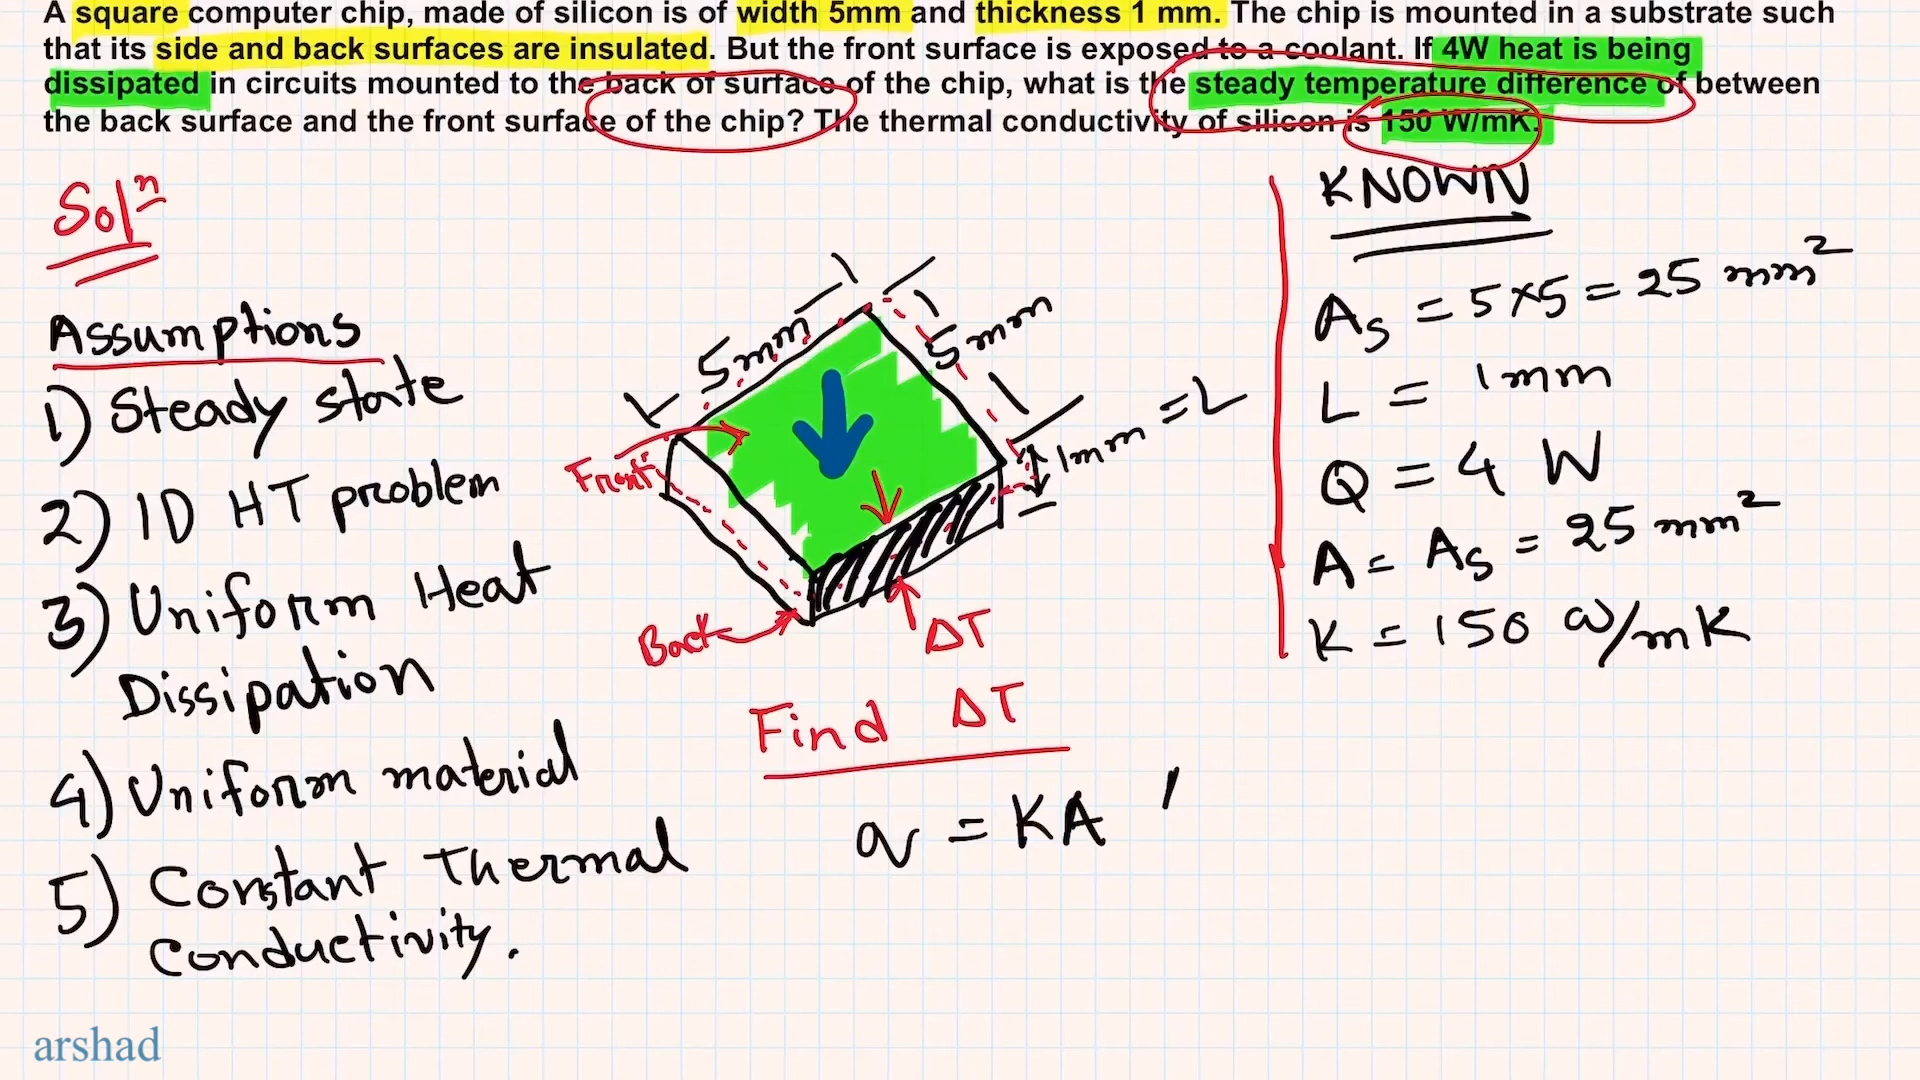 A square computer chip, made of silicon is of width 5mm and thickness 1 mm. The chip is mounted in a substrate such
that its side and back surfaces are insulated. But the front surface is exposed to a coolant. If 4W heat is being
dissipated in circuits mounted to the back of surface of the chip, what is the steady temperature difference of between
the back surface and the front surface of the chip? The thermal conductivity of silicon is 150 W/mK.
Solⁿ
Assumptions
1) Steady state
2) 1D HT problem
3) Uniform Heat
Dissipation
4) Uniform material
5) Constant Thermal
Conductivity.
5mm
5mm
1mm = L
Front
Back
ΔT
Find ΔT
q = KA
KNOWN
As = 5×5 = 25 mm²
L = 1mm
Q = 4 W
A = As = 25 mm²
K = 150 W/mK
arshad